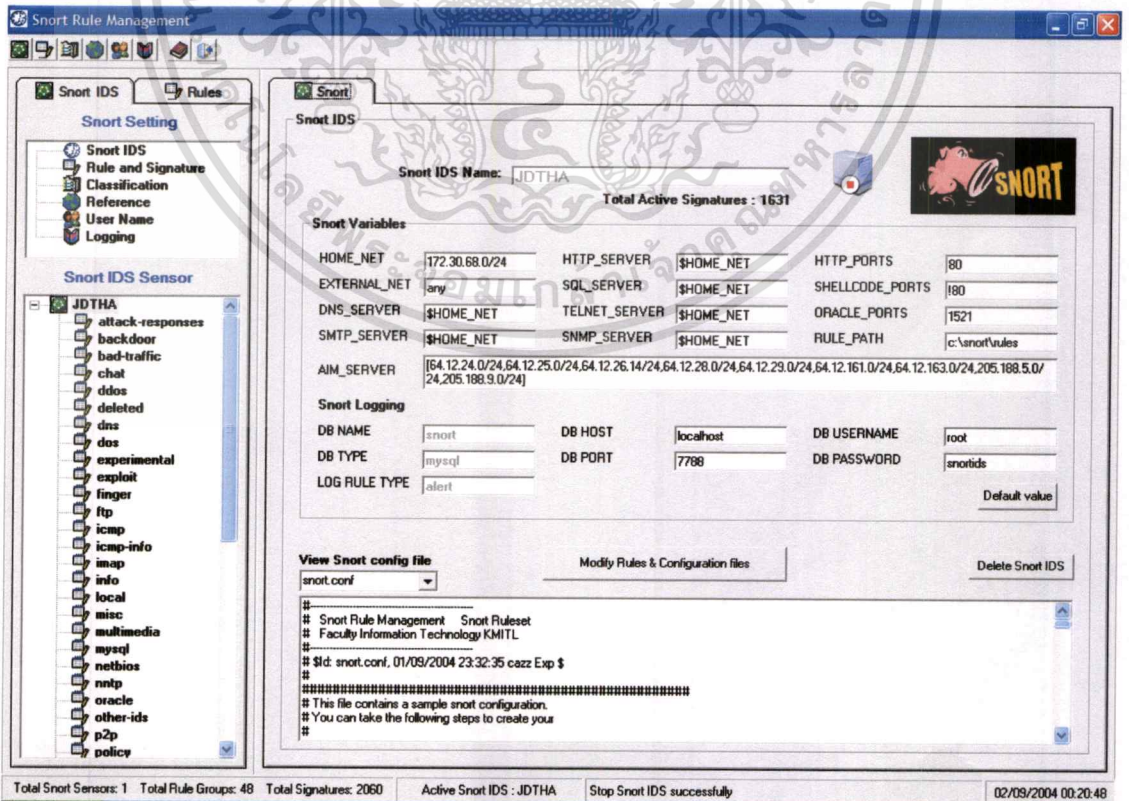 Snort Rule Management
Snort IDS
Rules
Snort Setting
Snort IDS
Rule and Signature
Classification
Reference
User Name
Logging
Snort IDS Sensor
JDTHA
attack-responses
backdoor
bad-traffic
chat
ddos
deleted
dns
dos
experimental
exploit
finger
ftp
icmp
icmp-info
imap
info
local
misc
multimedia
mysql
netbios
nntp
oracle
other-ids
p2p
policy
Snort
Snort IDS
Snort IDS Name: JDTHA
Total Active Signatures : 1631
SNORT
Snort Variables
HOME_NET 172.30.68.0/24 HTTP_SERVER $HOME_NET HTTP_PORTS 80
EXTERNAL_NET any SQL_SERVER $HOME_NET SHELLCODE_PORTS !80
DNS_SERVER $HOME_NET TELNET_SERVER $HOME_NET ORACLE_PORTS 1521
SMTP_SERVER $HOME_NET SNMP_SERVER $HOME_NET RULE_PATH c:\snort\rules
AIM_SERVER [64.12.24.0/24,64.12.25.0/24,64.12.26.14/24,64.12.28.0/24,64.12.29.0/24,64.12.161.0/24,64.12.163.0/24,205.188.5.0/
24,205.188.9.0/24]
Snort Logging
DB NAME snort DB HOST localhost DB USERNAME root
DB TYPE mysql DB PORT 7788 DB PASSWORD snortids
LOG RULE TYPE alert
Default value
View Snort config file
snort.conf
Modify Rules & Configuration files
Delete Snort IDS
#---------------------------------------------
# Snort Rule Management Snort Ruleset
# Faculty Information Technology KMITL
#---------------------------------------------
# $Id: snort.conf, 01/09/2004 23:32:35 cazz Exp $
#
###################################################
# This file contains a sample snort configuration.
# You can take the following steps to create your
#
Total Snort Sensors: 1 Total Rule Groups: 48 Total Signatures: 2060 Active Snort IDS : JDTHA Stop Snort IDS successfully 02/09/2004 00:20:48